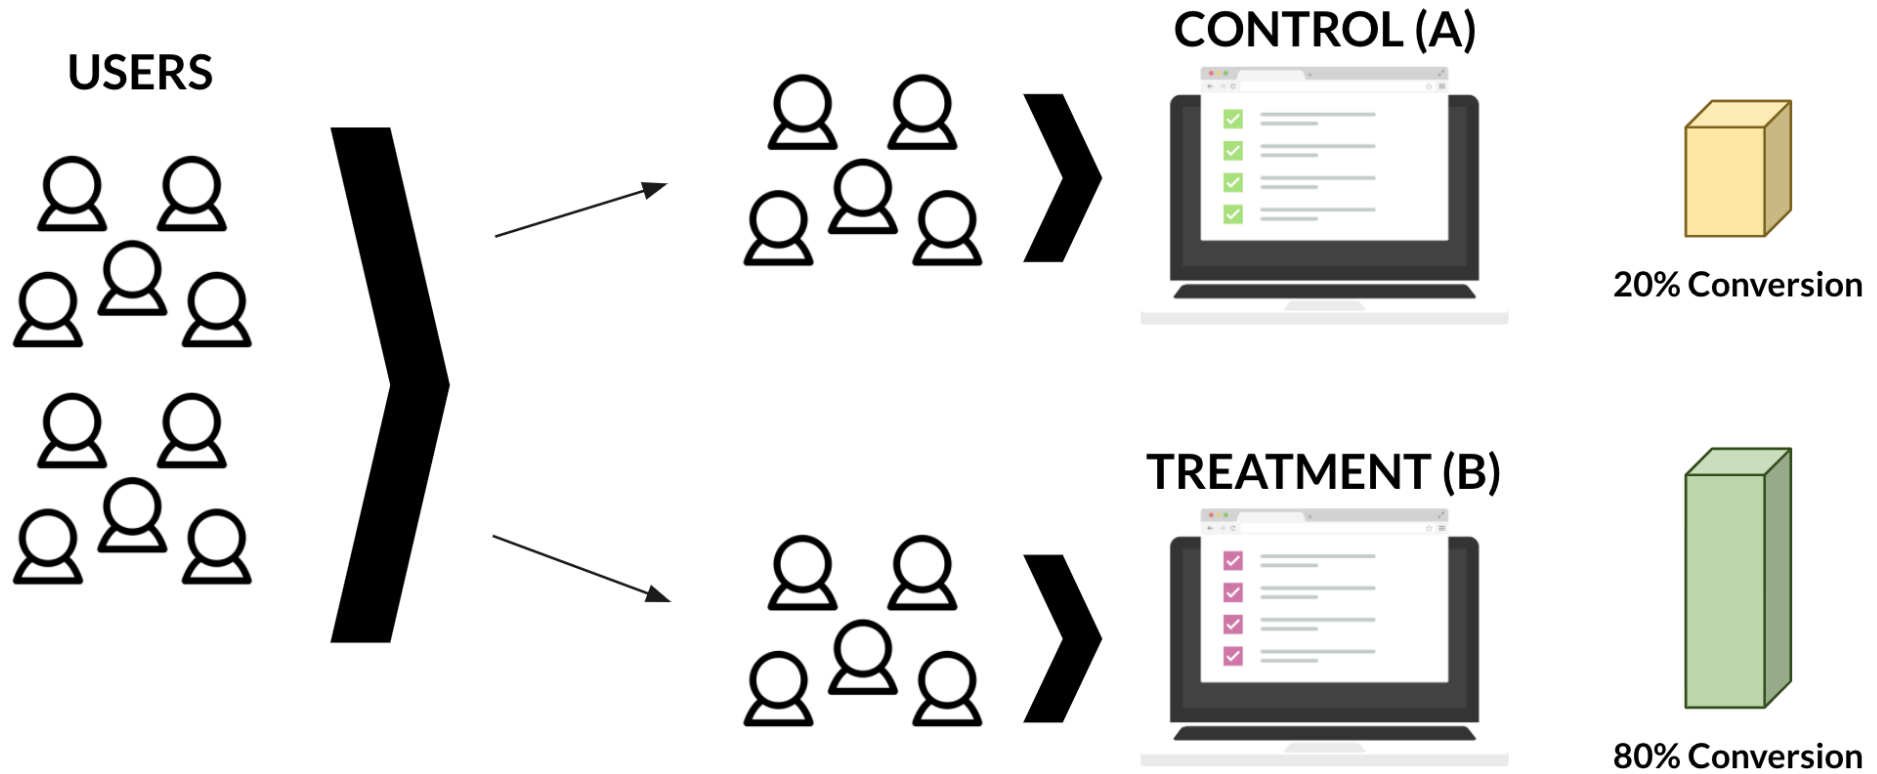 USERS
CONTROL (A)
20% Conversion
TREATMENT (B)
80% Conversion